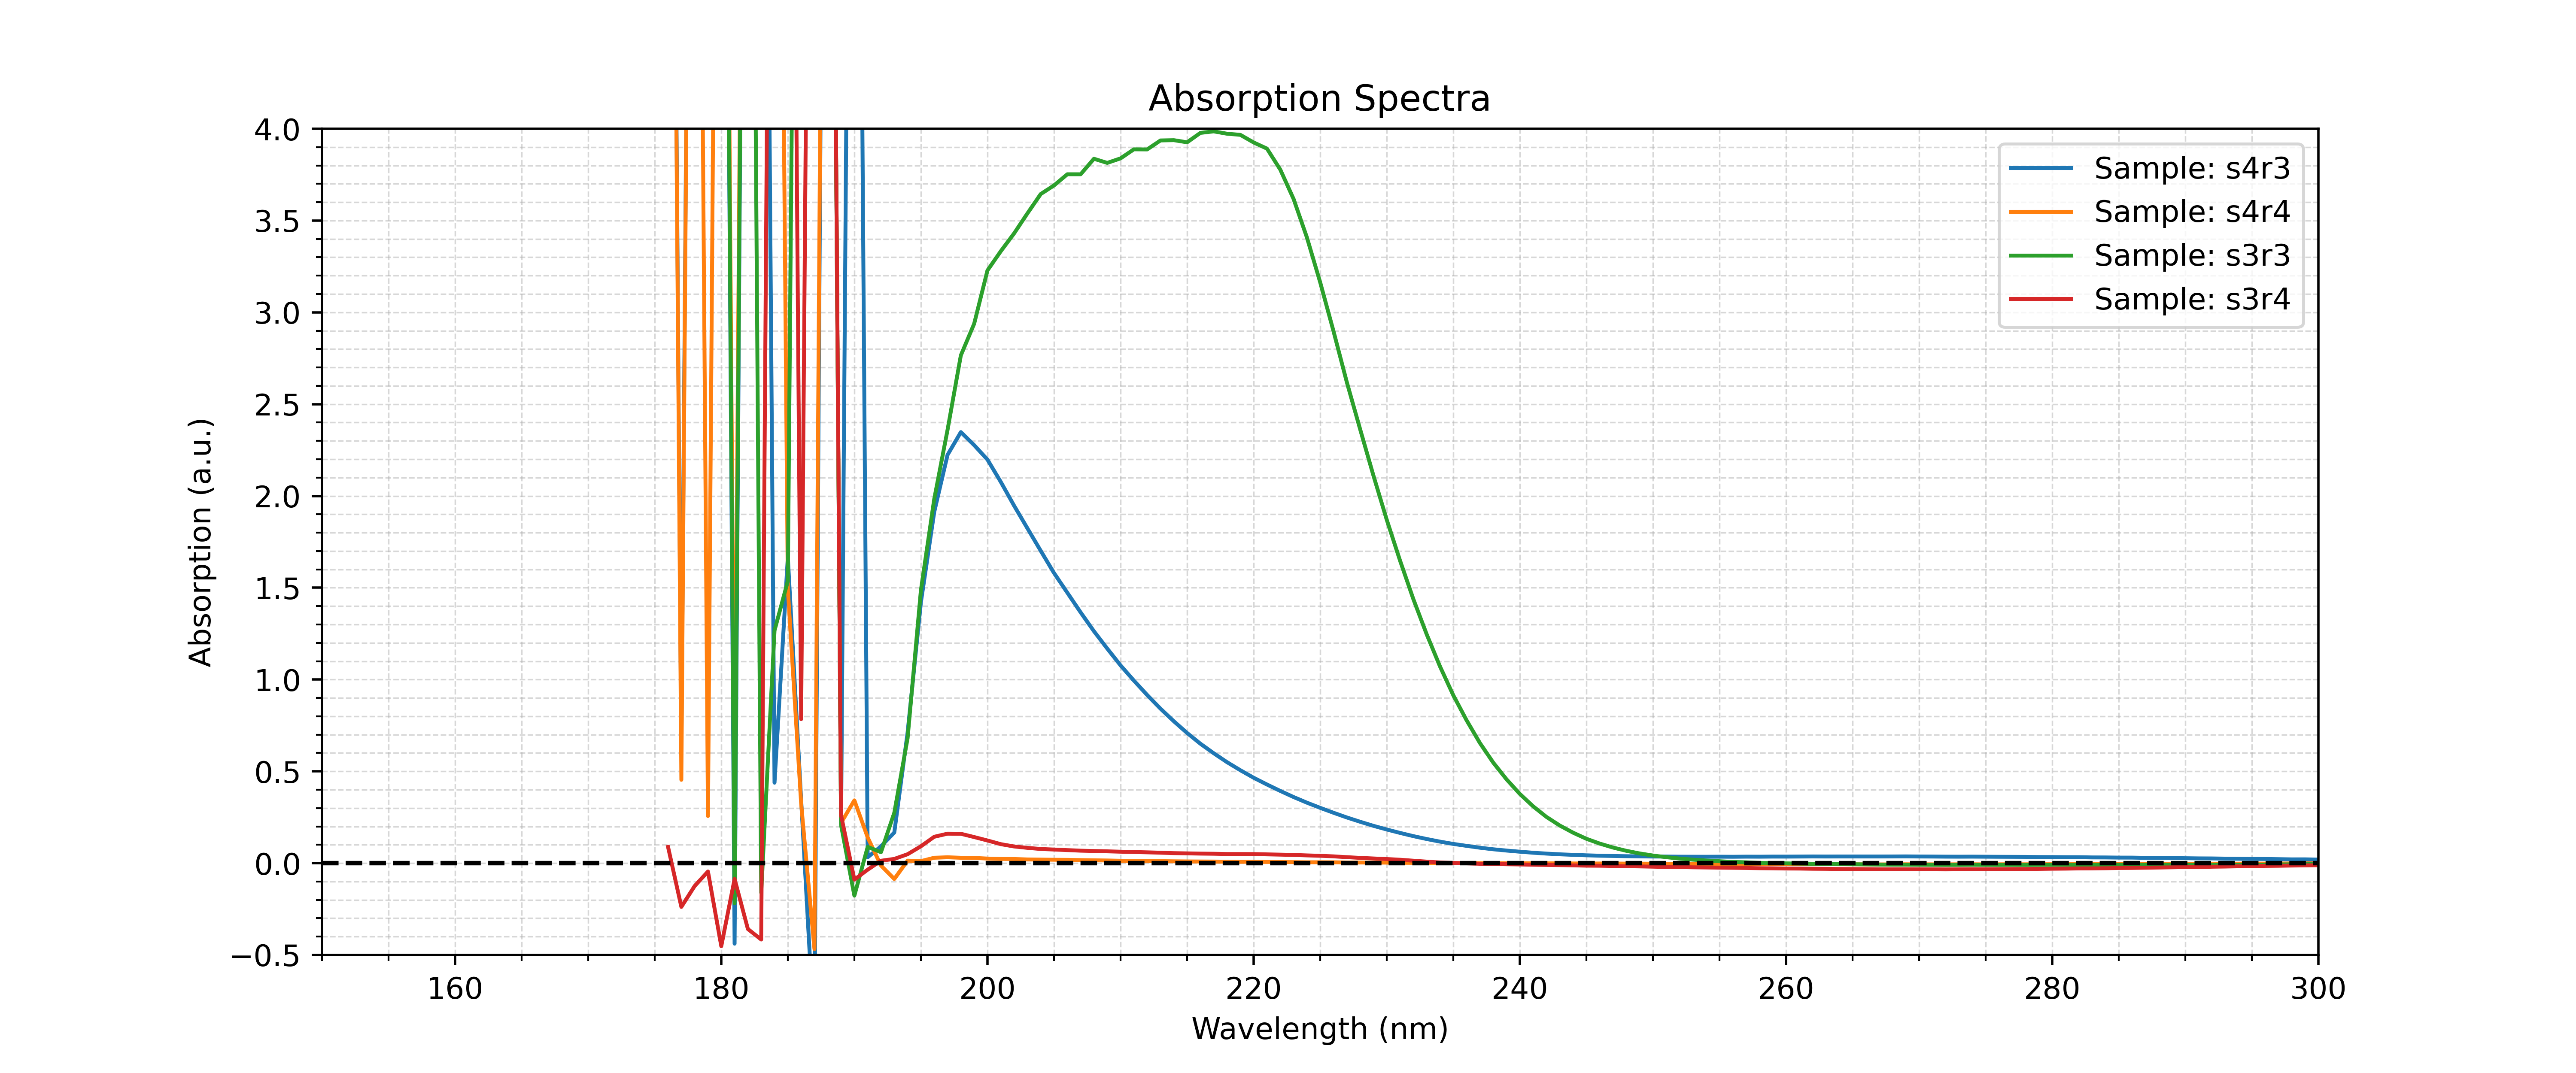 Absorption Spectra
Absorption (a.u.)
4.0
3.5
3.0
2.5
2.0
1.5
1.0
0.5
0.0
−0.5
Sample: s4r3
Sample: s4r4
Sample: s3r3
Sample: s3r4
160 180 200 220 240 260 280 300
Wavelength (nm)